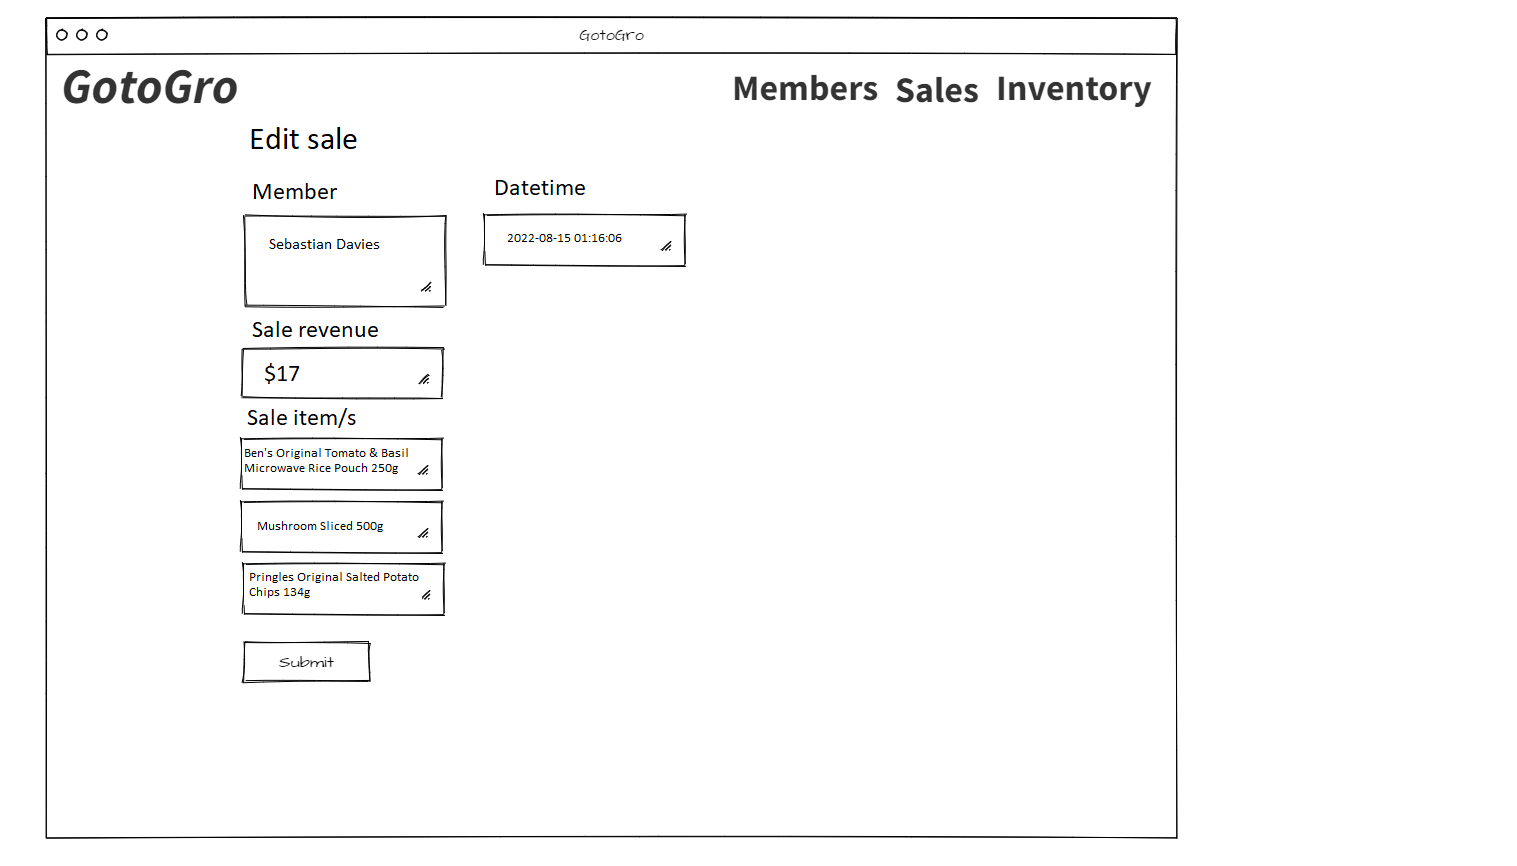 GotoGro
GotoGro
Members Sales Inventory
Edit sale
Member
Datetime
Sebastian Davies
2022-08-15 01:16:06
Sale revenue
$17
Sale item/s
Ben's Original Tomato & Basil
Microwave Rice Pouch 250g
Mushroom Sliced 500g
Pringles Original Salted Potato
Chips 134g
Submit